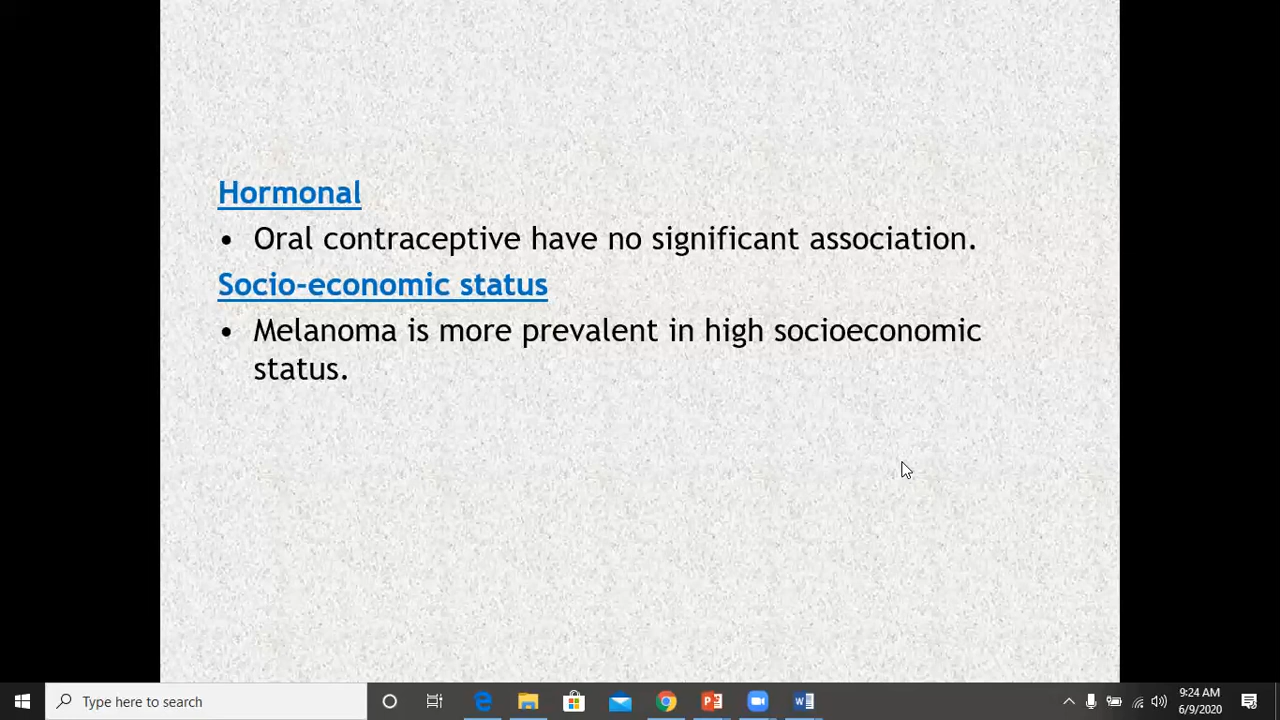 Hormonal
• Oral contraceptive have no significant association.
Socio-economic status
• Melanoma is more prevalent in high socioeconomic
status.
Type here to search
9:24 AM
6/9/2020